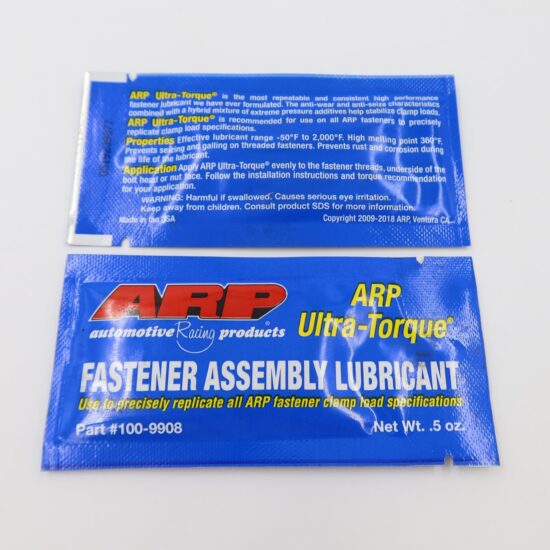 ARP Ultra-Torque® is the most repeatable and consistent high performance
fastener lubricant we have ever formulated. The anti-wear and anti-seize characteristics
combined with a hybrid mixture of extreme pressure additives help stabilize clamp loads.
ARP Ultra-Torque® is recommended for use on all ARP fasteners to precisely
replicate clamp load specifications.
Properties Effective lubricant range -50°F to 2,000°F. High melting point 360°F.
Prevents seizing and galling on threaded fasteners. Prevents rust and corrosion during
the life of the lubricant.
Application Apply ARP Ultra-Torque® evenly to the fastener threads, underside of the
bolt head or nut face. Follow the installation instructions and torque recommendation
for your application.
WARNING: Harmful if swallowed. Causes serious eye irritation.
Keep away from children. Consult product SDS for more information.
Made in the USA
Copyright 2009-2018 ARP, Ventura CA
ARP
automotive Racing products
ARP
Ultra-Torque®
FASTENER ASSEMBLY LUBRICANT
Use to precisely replicate all ARP fastener clamp load specifications
Part #100-9908
Net Wt. .5 oz.